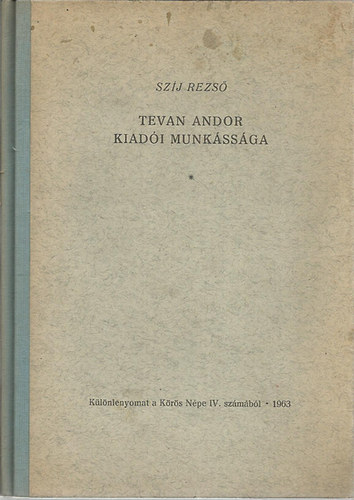 SZÍJ REZSŐ
TEVAN ANDOR
KIADÓI MUNKÁSSÁGA
*
Különlenyomat a Körös Népe IV. számából • 1963